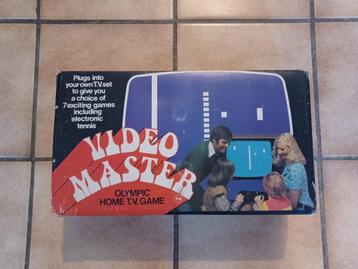 Plugs into
your own T.V. set
to give you
a choice of
7 exciting games
including
electronic
tennis
VIDEO
MASTER
OLYMPIC
HOME T.V. GAME